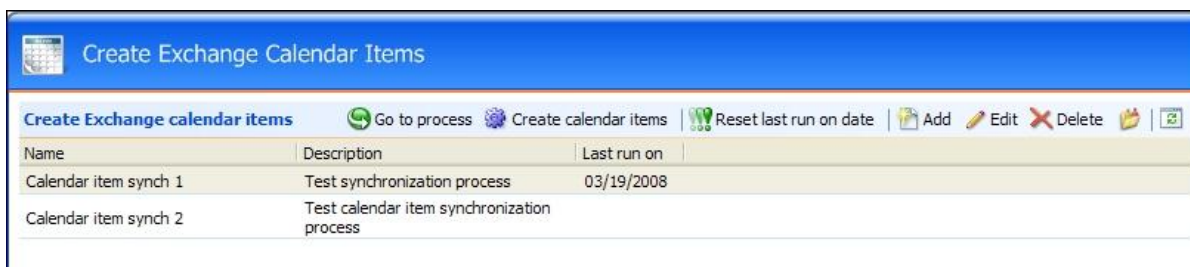 Create Exchange Calendar Items
Create Exchange calendar items Go to process Create calendar items Reset last run on date Add Edit Delete
Name Description Last run on
Calendar item synch 1 Test synchronization process 03/19/2008
Calendar item synch 2 Test calendar item synchronization
process